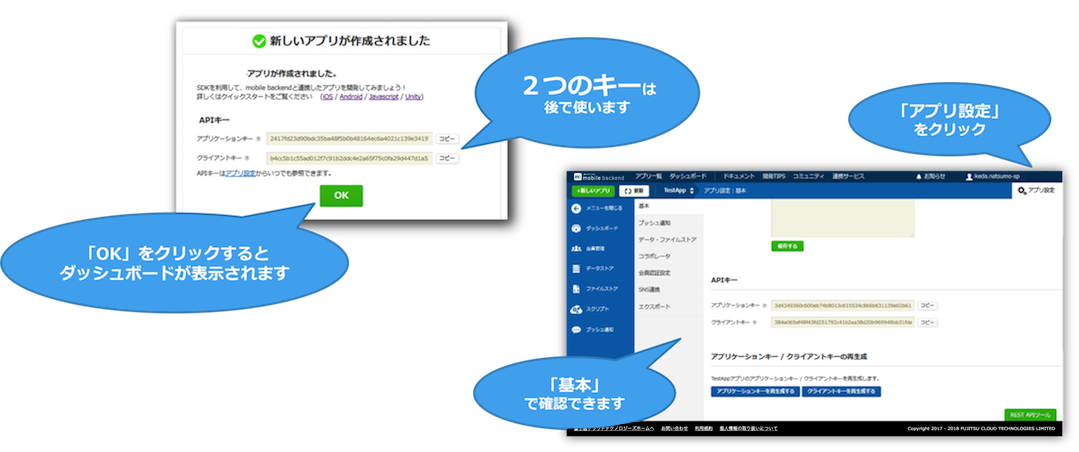 新しいアプリが作成されました
アプリが作成されました。
SDKを利用して、mobile backendと連携したアプリを開発してみましょう！
詳しくはクイックスタートをご覧ください (iOS / Android / Javascript / Unity)
APIキー
アプリケーションキー
2417fd23d90bdc35ba48f5b0b48164ec6a4021c139e3419
コピー
クライアントキー
b4cc5b1c55ad012f7c91b2ddc4e2a65f75c0fa29d447d1a5
コピー
APIキーはアプリ設定からいつでも参照できます。
OK
２つのキーは
後で使います
「OK」をクリックすると
ダッシュボードが表示されます
「アプリ設定」
をクリック
mobile backend
アプリ一覧 ダッシュボード ドキュメント 開発TIPS コミュニティ 連携サービス
お知らせ
ikeda.natsumo-sp
+新しいアプリ
更新
TestApp
アプリ設定：基本
アプリ設定
メニューを閉じる
ダッシュボード
会員管理
データストア
ファイルストア
スクリプト
プッシュ通知
基本
プッシュ通知
データ・ファイルストア
コラボレータ
会員認証設定
SNS連携
エクスポート
保存する
APIキー
アプリケーションキー
コピー
クライアントキー
コピー
アプリケーションキー / クライアントキーの再生成
TestAppアプリのアプリケーションキー / クライアントキーを再生成します。
アプリケーションキーを再生成する
クライアントキーを再生成する
REST APIツール
「基本」
で確認できます
お問い合わせ 利用規約 個人情報の取り扱いについて
Copyright 2017 - 2018 FUJITSU CLOUD TECHNOLOGIES LIMITED